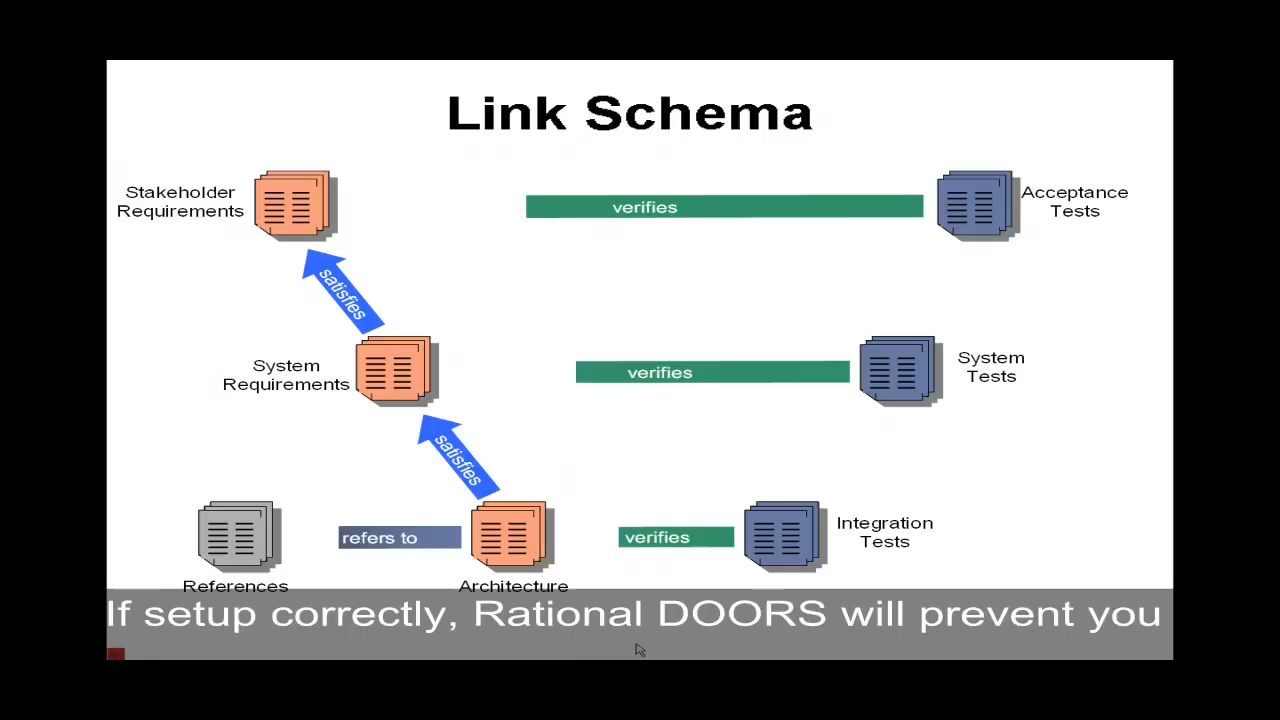 Link Schema
Stakeholder
Requirements
verifies
Acceptance
Tests
satisfies
System
Requirements
verifies
System
Tests
satisfies
refers to
verifies
Integration
Tests
References
Architecture
If setup correctly, Rational DOORS will prevent you